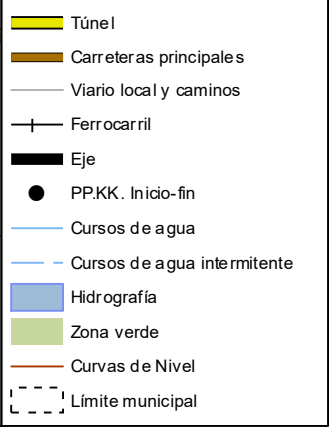 Túnel
Carreteras principales
Viario local y caminos
Ferrocarril
Eje
PP.KK. Inicio-fin
Cursos de agua
Cursos de agua intermitente
Hidrografía
Zona verde
Curvas de Nivel
Límite municipal